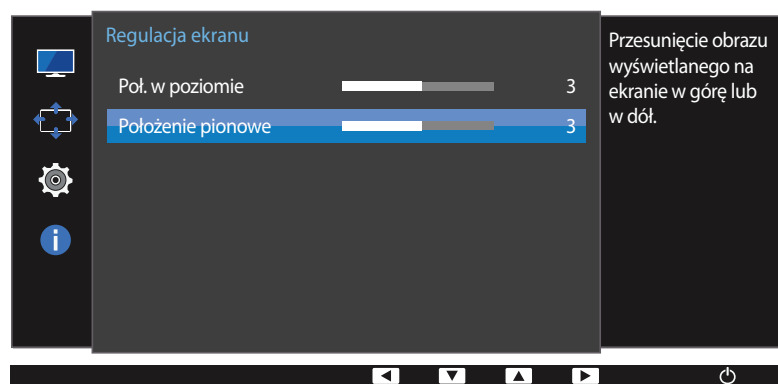 Regulacja ekranu
Poł. w poziomie 3
Położenie pionowe 3
Przesunięcie obrazu
wyświetlanego na
ekranie w górę lub
w dół.